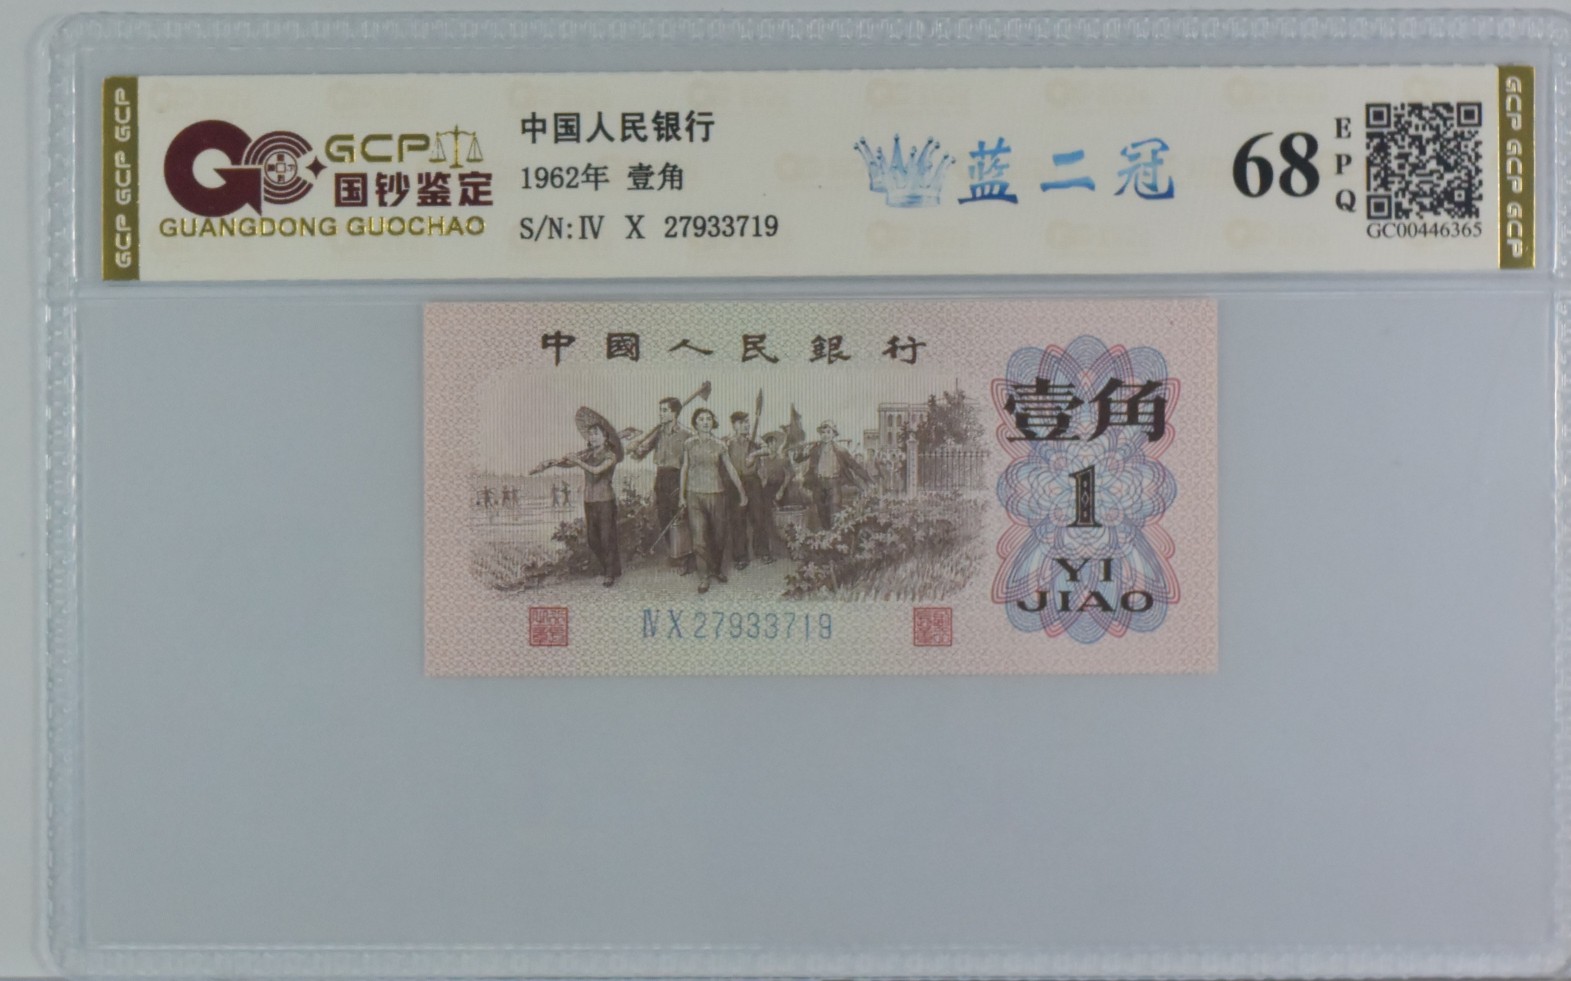 GCP GCP GCP
GCP
国钞鉴定
GUANGDONG GUOCHAO
中国人民银行
1962年 壹角
S/N: IV X 27933719
蓝二冠
68
EPQ
GC00446365
GCP GCP GCP
中國人民銀行
壹角
1
YI
JIAO
IV X 27933719